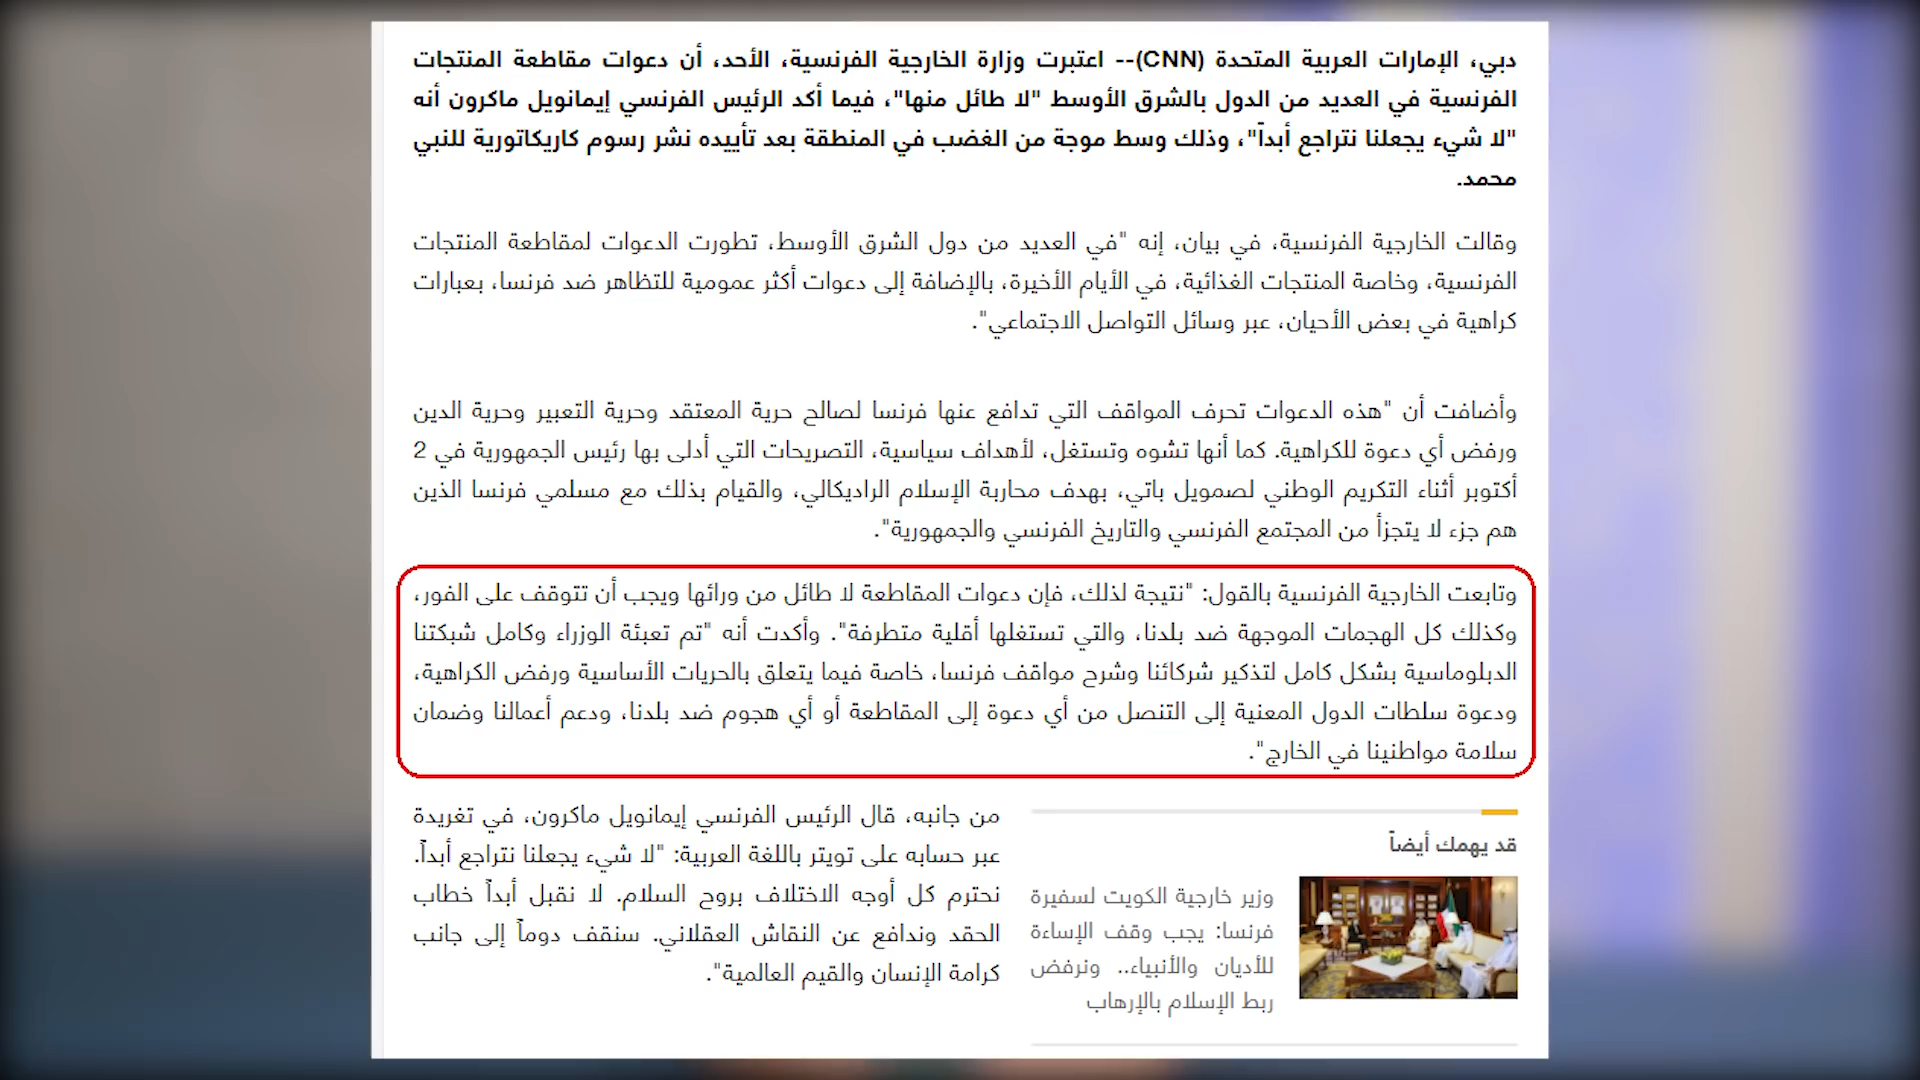 دبي، الإمارات العربية المتحدة (CNN)-- اعتبرت وزارة الخارجية الفرنسية، الأحد، أن دعوات مقاطعة المنتجات
الفرنسية في العديد من الدول بالشرق الأوسط "لا طائل منها"، فيما أكد الرئيس الفرنسي إيمانويل ماكرون أنه
"لا شيء يجعلنا نتراجع أبداً"، وذلك وسط موجة من الغضب في المنطقة بعد تأييده نشر رسوم كاريكاتورية للنبي
محمد.
وقالت الخارجية الفرنسية، في بيان، إنه "في العديد من دول الشرق الأوسط، تطورت الدعوات لمقاطعة المنتجات
الفرنسية، وخاصة المنتجات الغذائية، في الأيام الأخيرة، بالإضافة إلى دعوات أكثر عمومية للتظاهر ضد فرنسا، بعبارات
كراهية في بعض الأحيان، عبر وسائل التواصل الاجتماعي".
وأضافت أن "هذه الدعوات تحرف المواقف التي تدافع عنها فرنسا لصالح حرية المعتقد وحرية التعبير وحرية الدين
ورفض أي دعوة للكراهية. كما أنها تشوه وتستغل، لأهداف سياسية، التصريحات التي أدلى بها رئيس الجمهورية في 2
أكتوبر أثناء التكريم الوطني لصمويل باتي، بهدف محاربة الإسلام الراديكالي، والقيام بذلك مع مسلمي فرنسا الذين
هم جزء لا يتجزأ من المجتمع الفرنسي والتاريخ الفرنسي والجمهورية".
وتابعت الخارجية الفرنسية بالقول: "نتيجة لذلك، فإن دعوات المقاطعة لا طائل من ورائها ويجب أن تتوقف على الفور،
وكذلك كل الهجمات الموجهة ضد بلدنا، والتي تستغلها أقلية متطرفة". وأكدت أنه "تم تعبئة الوزراء وكامل شبكتنا
الدبلوماسية بشكل كامل لتذكير شركائنا وشرح مواقف فرنسا، خاصة فيما يتعلق بالحريات الأساسية ورفض الكراهية،
ودعوة سلطات الدول المعنية إلى التنصل من أي دعوة إلى المقاطعة أو أي هجوم ضد بلدنا، ودعم أعمالنا وضمان
سلامة مواطنينا في الخارج".
قد يهمك أيضاً
وزير خارجية الكويت لسفيرة
فرنسا: يجب وقف الإساءة
للأديان والأنبياء.. ونرفض
ربط الإسلام بالإرهاب
من جانبه، قال الرئيس الفرنسي إيمانويل ماكرون، في تغريدة
عبر حسابه على تويتر باللغة العربية: "لا شيء يجعلنا نتراجع أبداً.
نحترم كل أوجه الاختلاف بروح السلام. لا نقبل أبداً خطاب
الحقد وندافع عن النقاش العقلاني. سنقف دوماً إلى جانب
كرامة الإنسان والقيم العالمية".